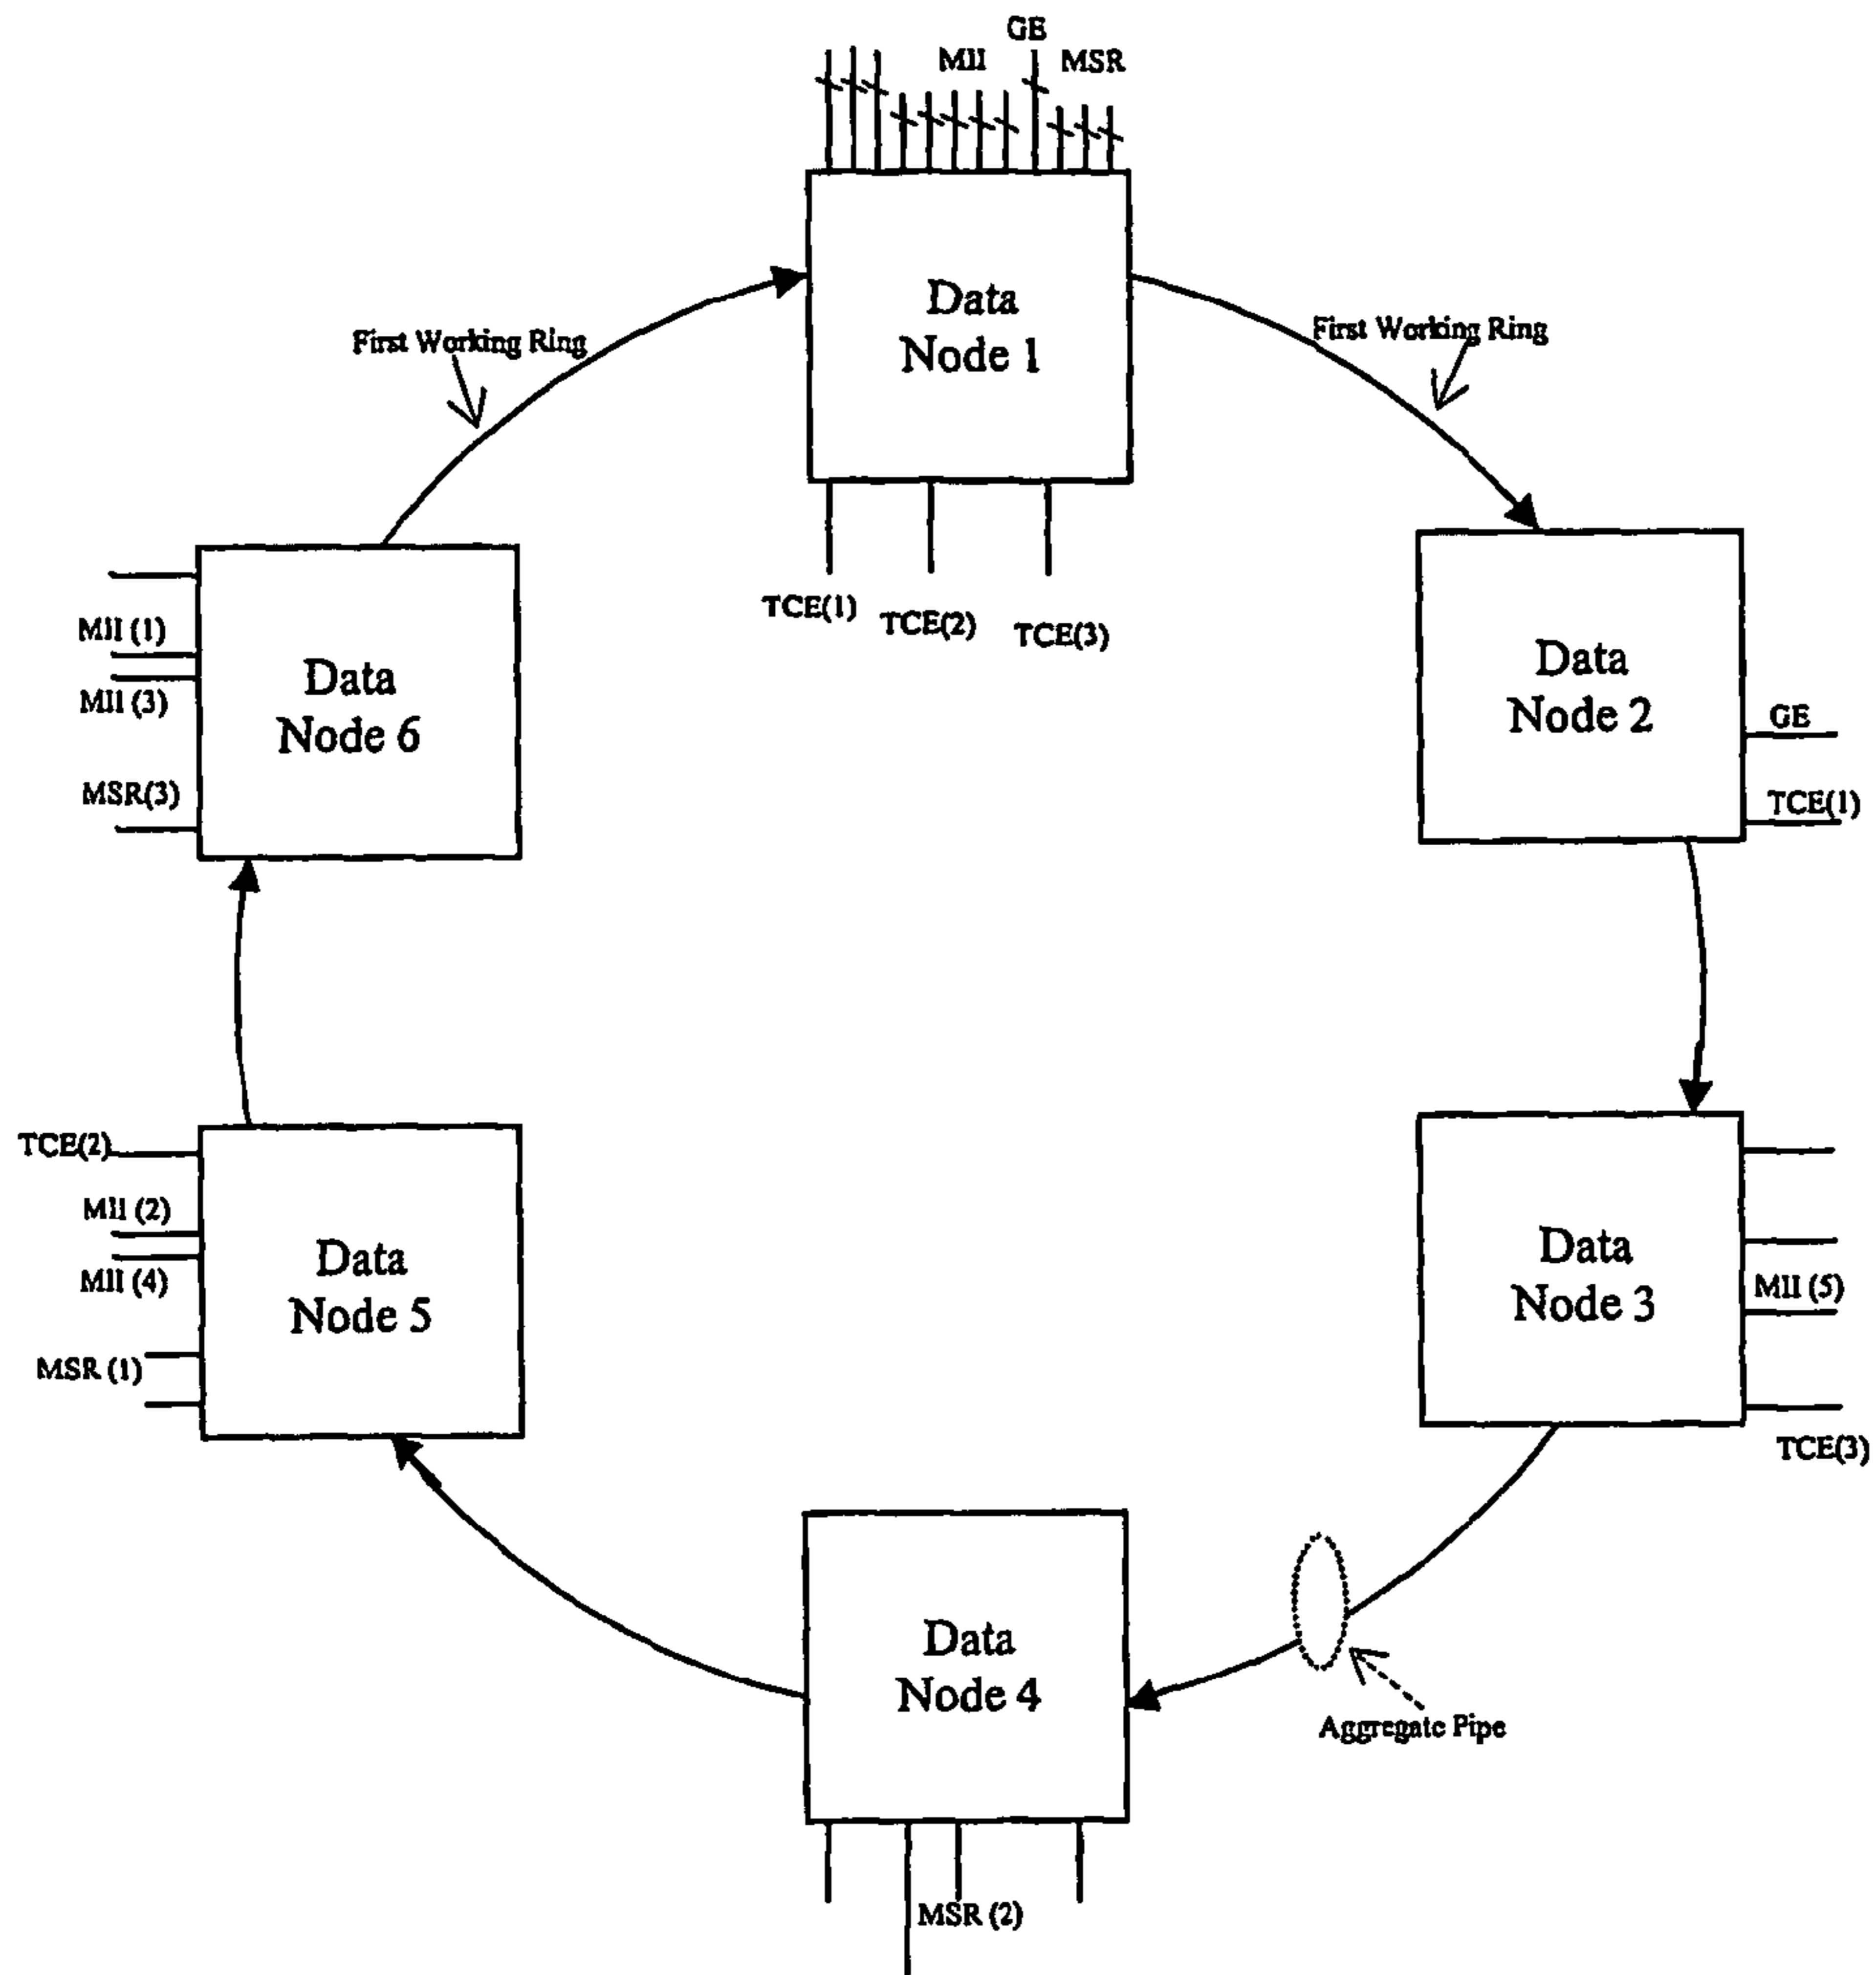 GE
MII
MSR
Data
Node 1
First Working Ring
First Working Ring
TCE(1)
TCE(2)
TCE(3)
Data
Node 2
GE
TCE(1)
MII (1)
MII (3)
MSR(3)
Data
Node 6
Data
Node 3
MII (5)
TCE(3)
TCE(2)
MII (2)
MII (4)
MSR (1)
Data
Node 5
Data
Node 4
MSR (2)
Aggregate Pipe